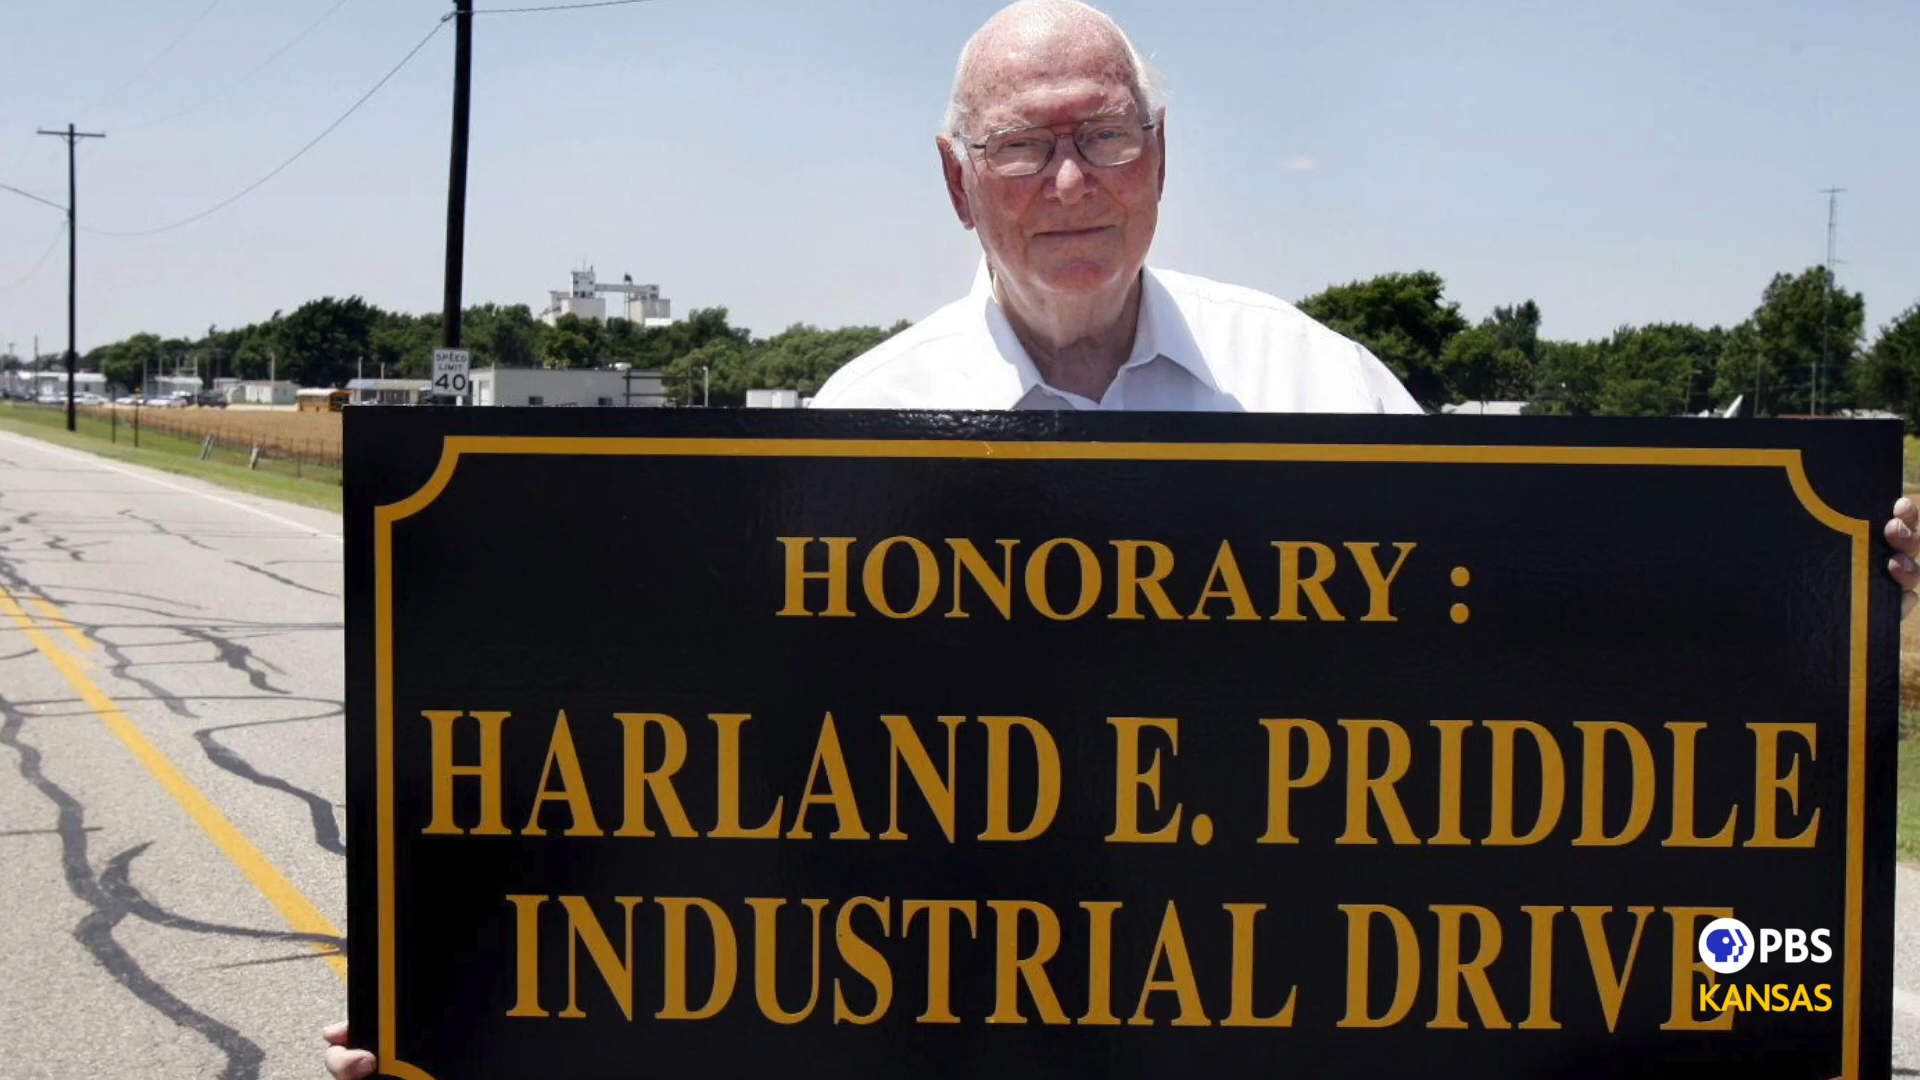 SPEED
LIMIT
40
HONORARY :
HARLAND E. PRIDDLE
INDUSTRIAL DRIVE
PBS
KANSAS